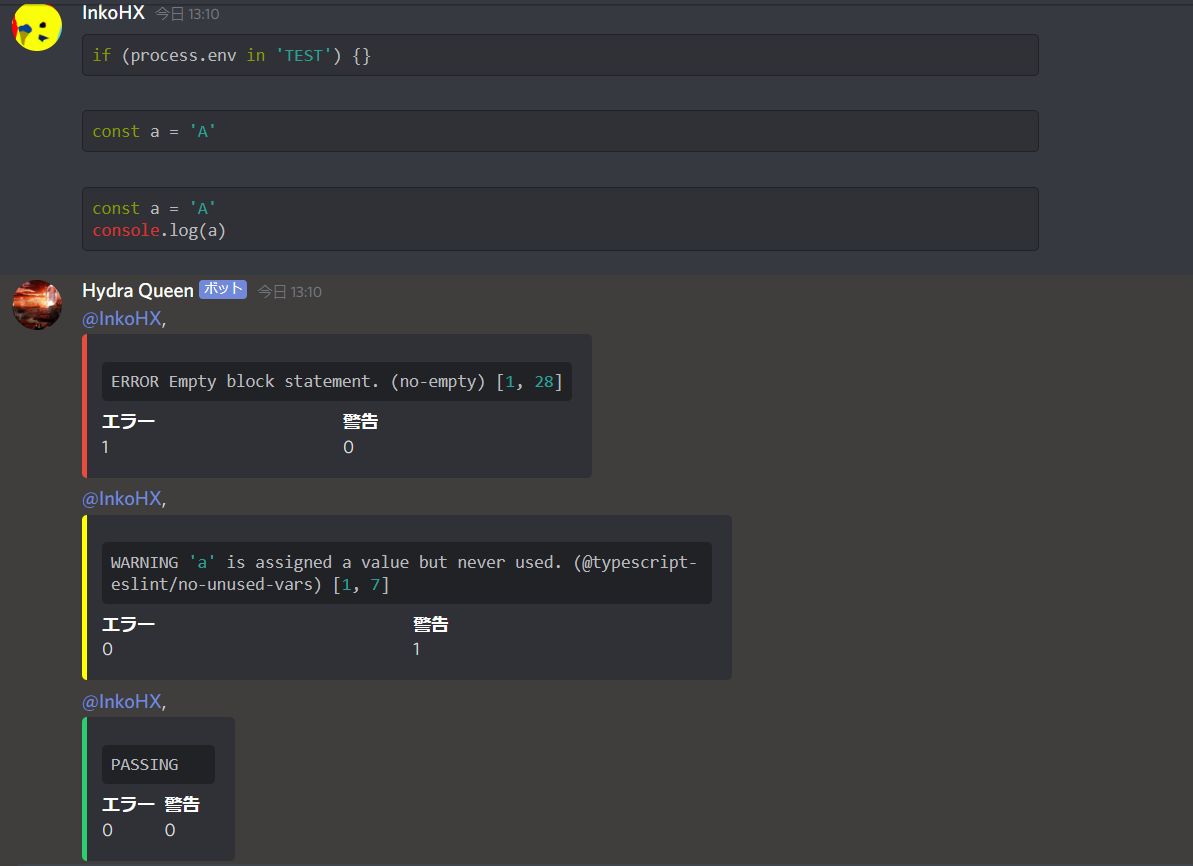 InkoHX 今日 13:10
if (process.env in 'TEST') {}
const a = 'A'
const a = 'A'
console.log(a)
Hydra Queen ボット 今日 13:10
@InkoHX,
ERROR Empty block statement. (no-empty) [1, 28]
エラー 警告
1 0
@InkoHX,
WARNING 'a' is assigned a value but never used. (@typescript-
eslint/no-unused-vars) [1, 7]
エラー 警告
0 1
@InkoHX,
PASSING
エラー 警告
0 0